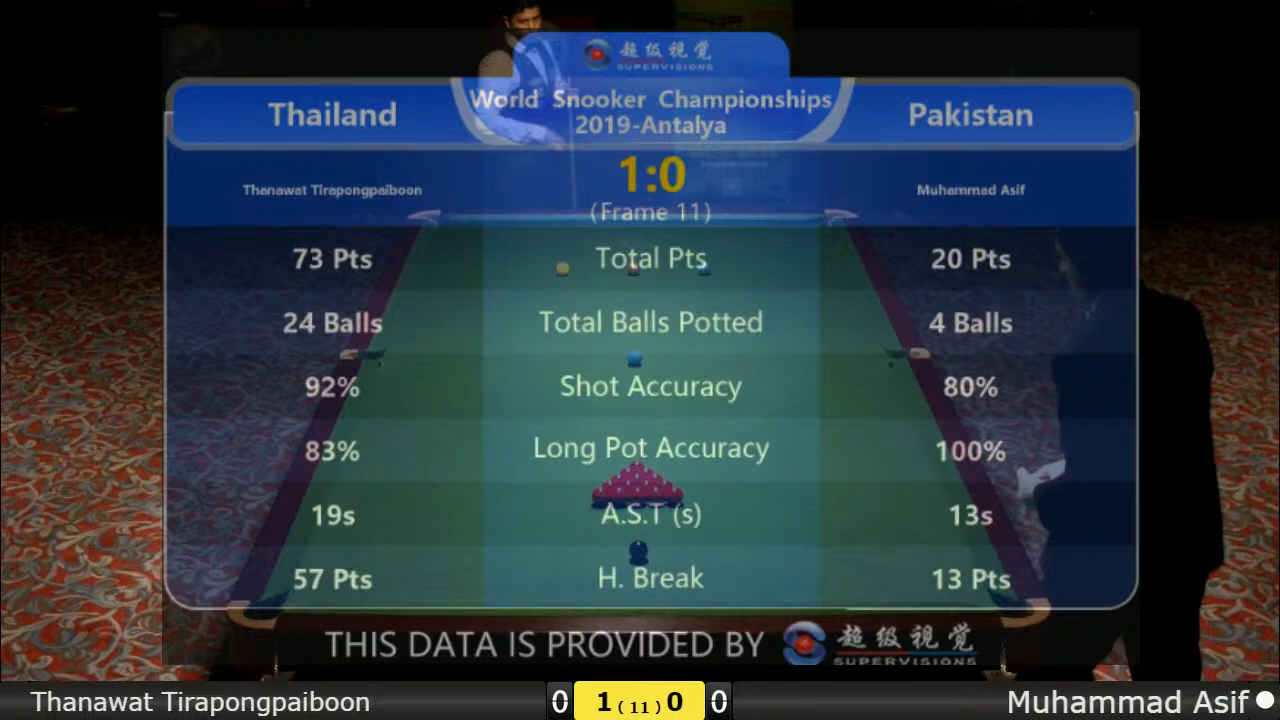 超级视觉
SUPERVISIONS
World Snooker Championships
2019-Antalya
Thailand
Pakistan
1:0
(Frame 11)
Thanawat Tirapongpaiboon
Muhammad Asif
73 Pts Total Pts 20 Pts
24 Balls Total Balls Potted 4 Balls
92% Shot Accuracy 80%
83% Long Pot Accuracy 100%
19s A.S.T (s) 13s
57 Pts H. Break 13 Pts
THIS DATA IS PROVIDED BY 超级视觉
SUPERVISIONS
Thanawat Tirapongpaiboon 0 1 (11) 0 0 Muhammad Asif